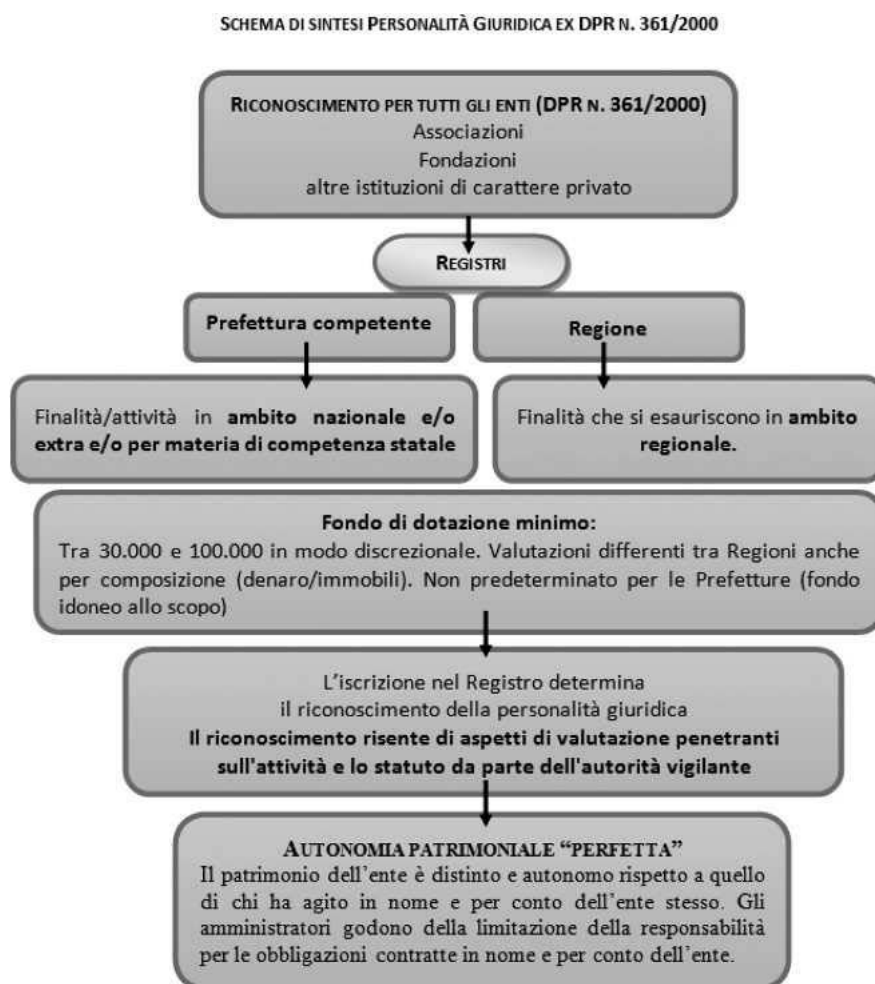 SCHEMA DI SINTESI PERSONALITÀ GIURIDICA EX DPR N. 361/2000
RICONOSCIMENTO PER TUTTI GLI ENTI (DPR N. 361/2000)
Associazioni
Fondazioni
altre istituzioni di carattere privato
REGISTRI
Prefettura competente
Regione
Finalità/attività in ambito nazionale e/o
extra e/o per materia di competenza statale
Finalità che si esauriscono in ambito
regionale.
Fondo di dotazione minimo:
Tra 30.000 e 100.000 in modo discrezionale. Valutazioni differenti tra Regioni anche
per composizione (denaro/immobili). Non predeterminato per le Prefetture (fondo
idoneo allo scopo)
L'iscrizione nel Registro determina
il riconoscimento della personalità giuridica
Il riconoscimento risente di aspetti di valutazione penetranti
sull'attività e lo statuto da parte dell'autorità vigilante
AUTONOMIA PATRIMONIALE “PERFETTA”
Il patrimonio dell'ente è distinto e autonomo rispetto a quello
di chi ha agito in nome e per conto dell'ente stesso. Gli
amministratori godono della limitazione della responsabilità
per le obbligazioni contratte in nome e per conto dell'ente.